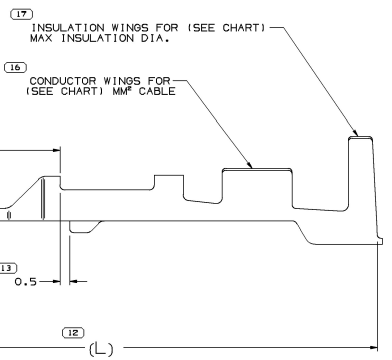 17
INSULATION WINGS FOR (SEE CHART)
MAX INSULATION DIA.
16
CONDUCTOR WINGS FOR
(SEE CHART) MM² CABLE
13
0.5
12
(L)